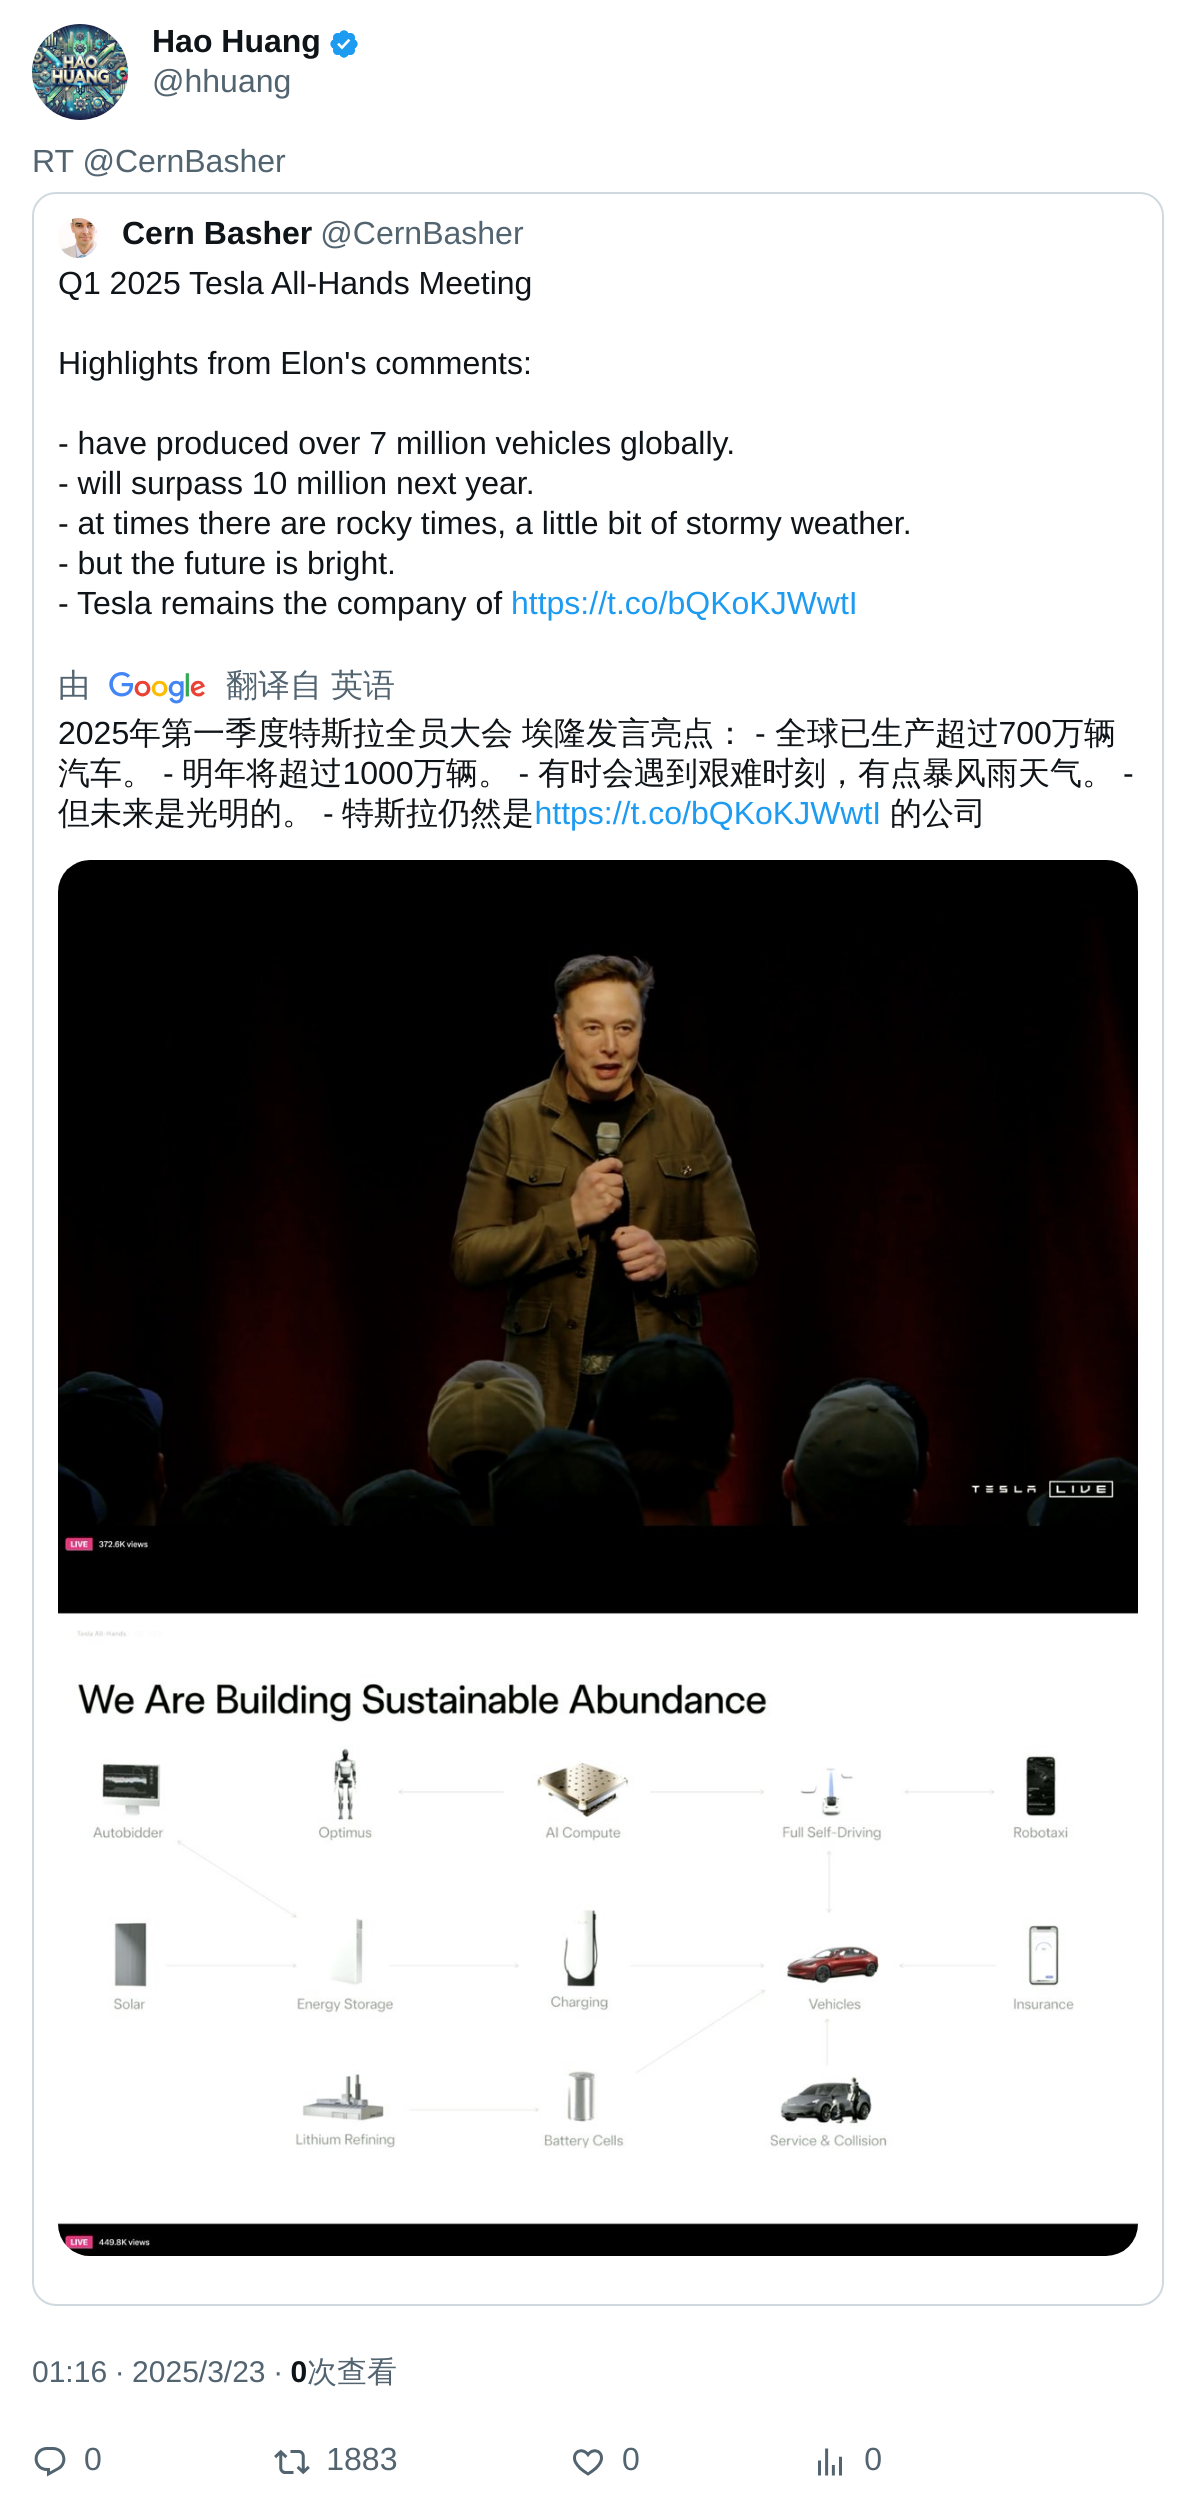 HAO
HUANG
Hao Huang
@hhuang
RT @CernBasher
Cern Basher @CernBasher
Q1 2025 Tesla All-Hands Meeting
Highlights from Elon's comments:
- have produced over 7 million vehicles globally.
- will surpass 10 million next year.
- at times there are rocky times, a little bit of stormy weather.
- but the future is bright.
- Tesla remains the company of https://t.co/bQKoKJWwtI
由 Google 翻译自 英语
2025年第一季度特斯拉全员大会 埃隆发言亮点： - 全球已生产超过700万辆
汽车。 - 明年将超过1000万辆。 - 有时会遇到艰难时刻，有点暴风雨天气。 -
但未来是光明的。 - 特斯拉仍然是https://t.co/bQKoKJWwtI 的公司
TESLA LIVE
LIVE 372.6K views
Tesla All-Hands
We Are Building Sustainable Abundance
Autobidder Optimus AI Compute Full Self-Driving Robotaxi
Solar Energy Storage Charging Vehicles Insurance
Lithium Refining Battery Cells Service & Collision
LIVE 449.8K views
01:16 · 2025/3/23 · 0次查看
0 1883 0 0